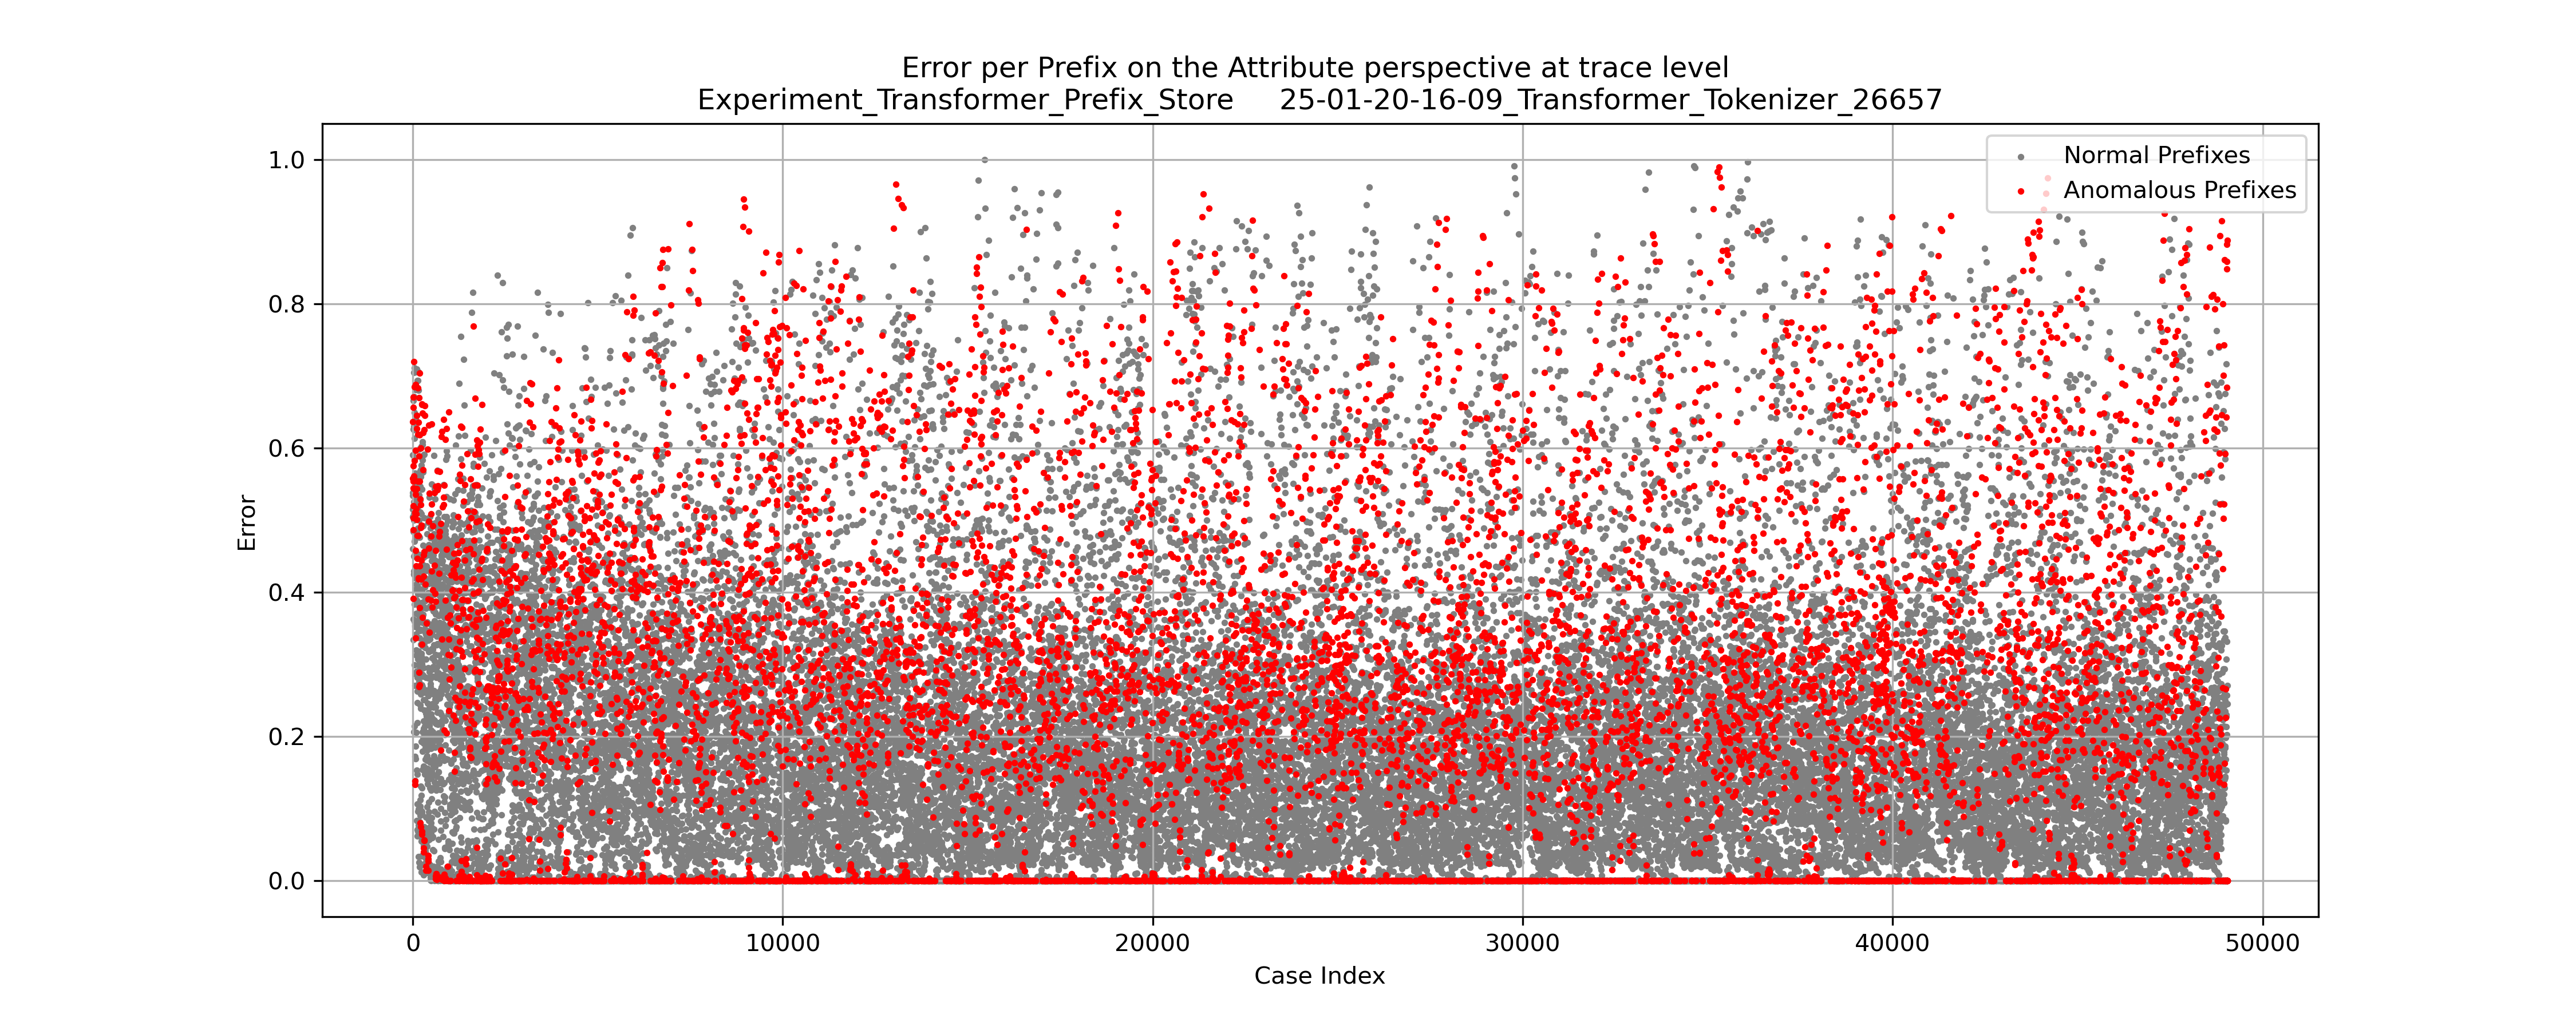 Error per Prefix on the Attribute perspective at trace level
Experiment_Transformer_Prefix_Store     25-01-20-16-09_Transformer_Tokenizer_26657
Normal Prefixes
Anomalous Prefixes
1.0
0.8
0.6
0.4
0.2
0.0
Error
0 10000 20000 30000 40000 50000
Case Index